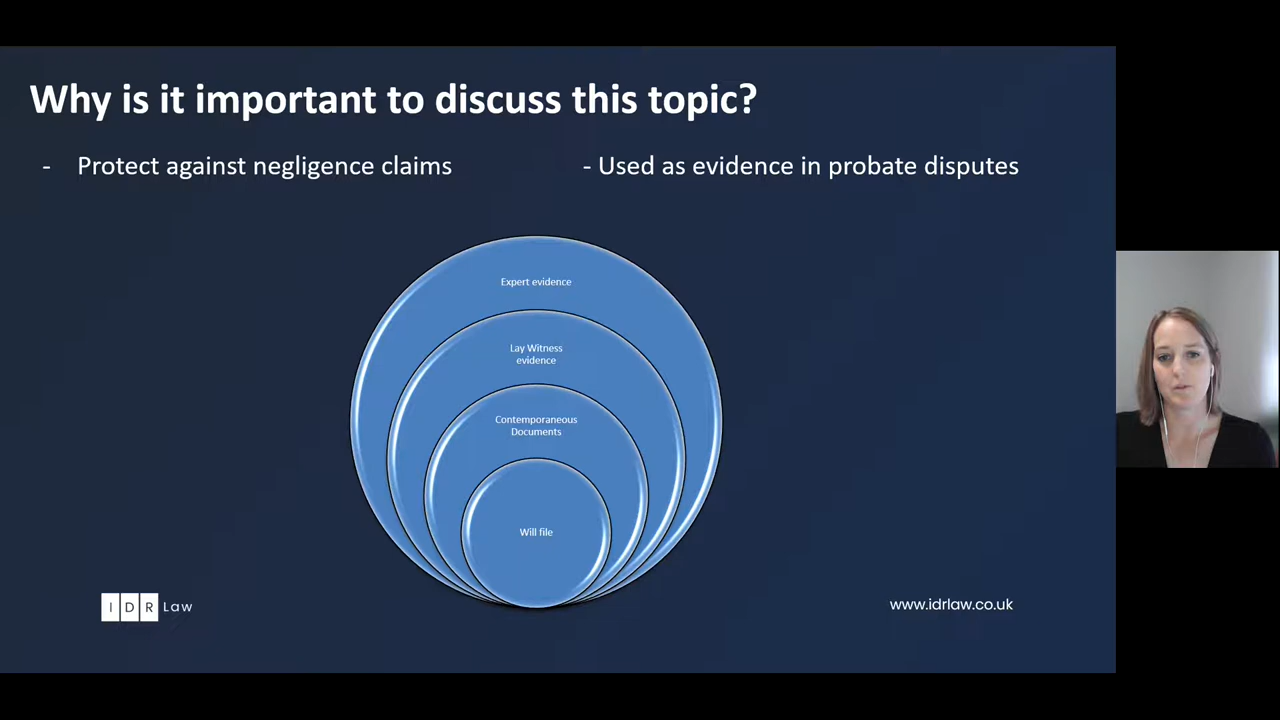 Why is it important to discuss this topic?
- Protect against negligence claims
- Used as evidence in probate disputes
Expert evidence
Lay Witness
evidence
Contemporaneous
Documents
Will file
IDR Law
www.idrlaw.co.uk